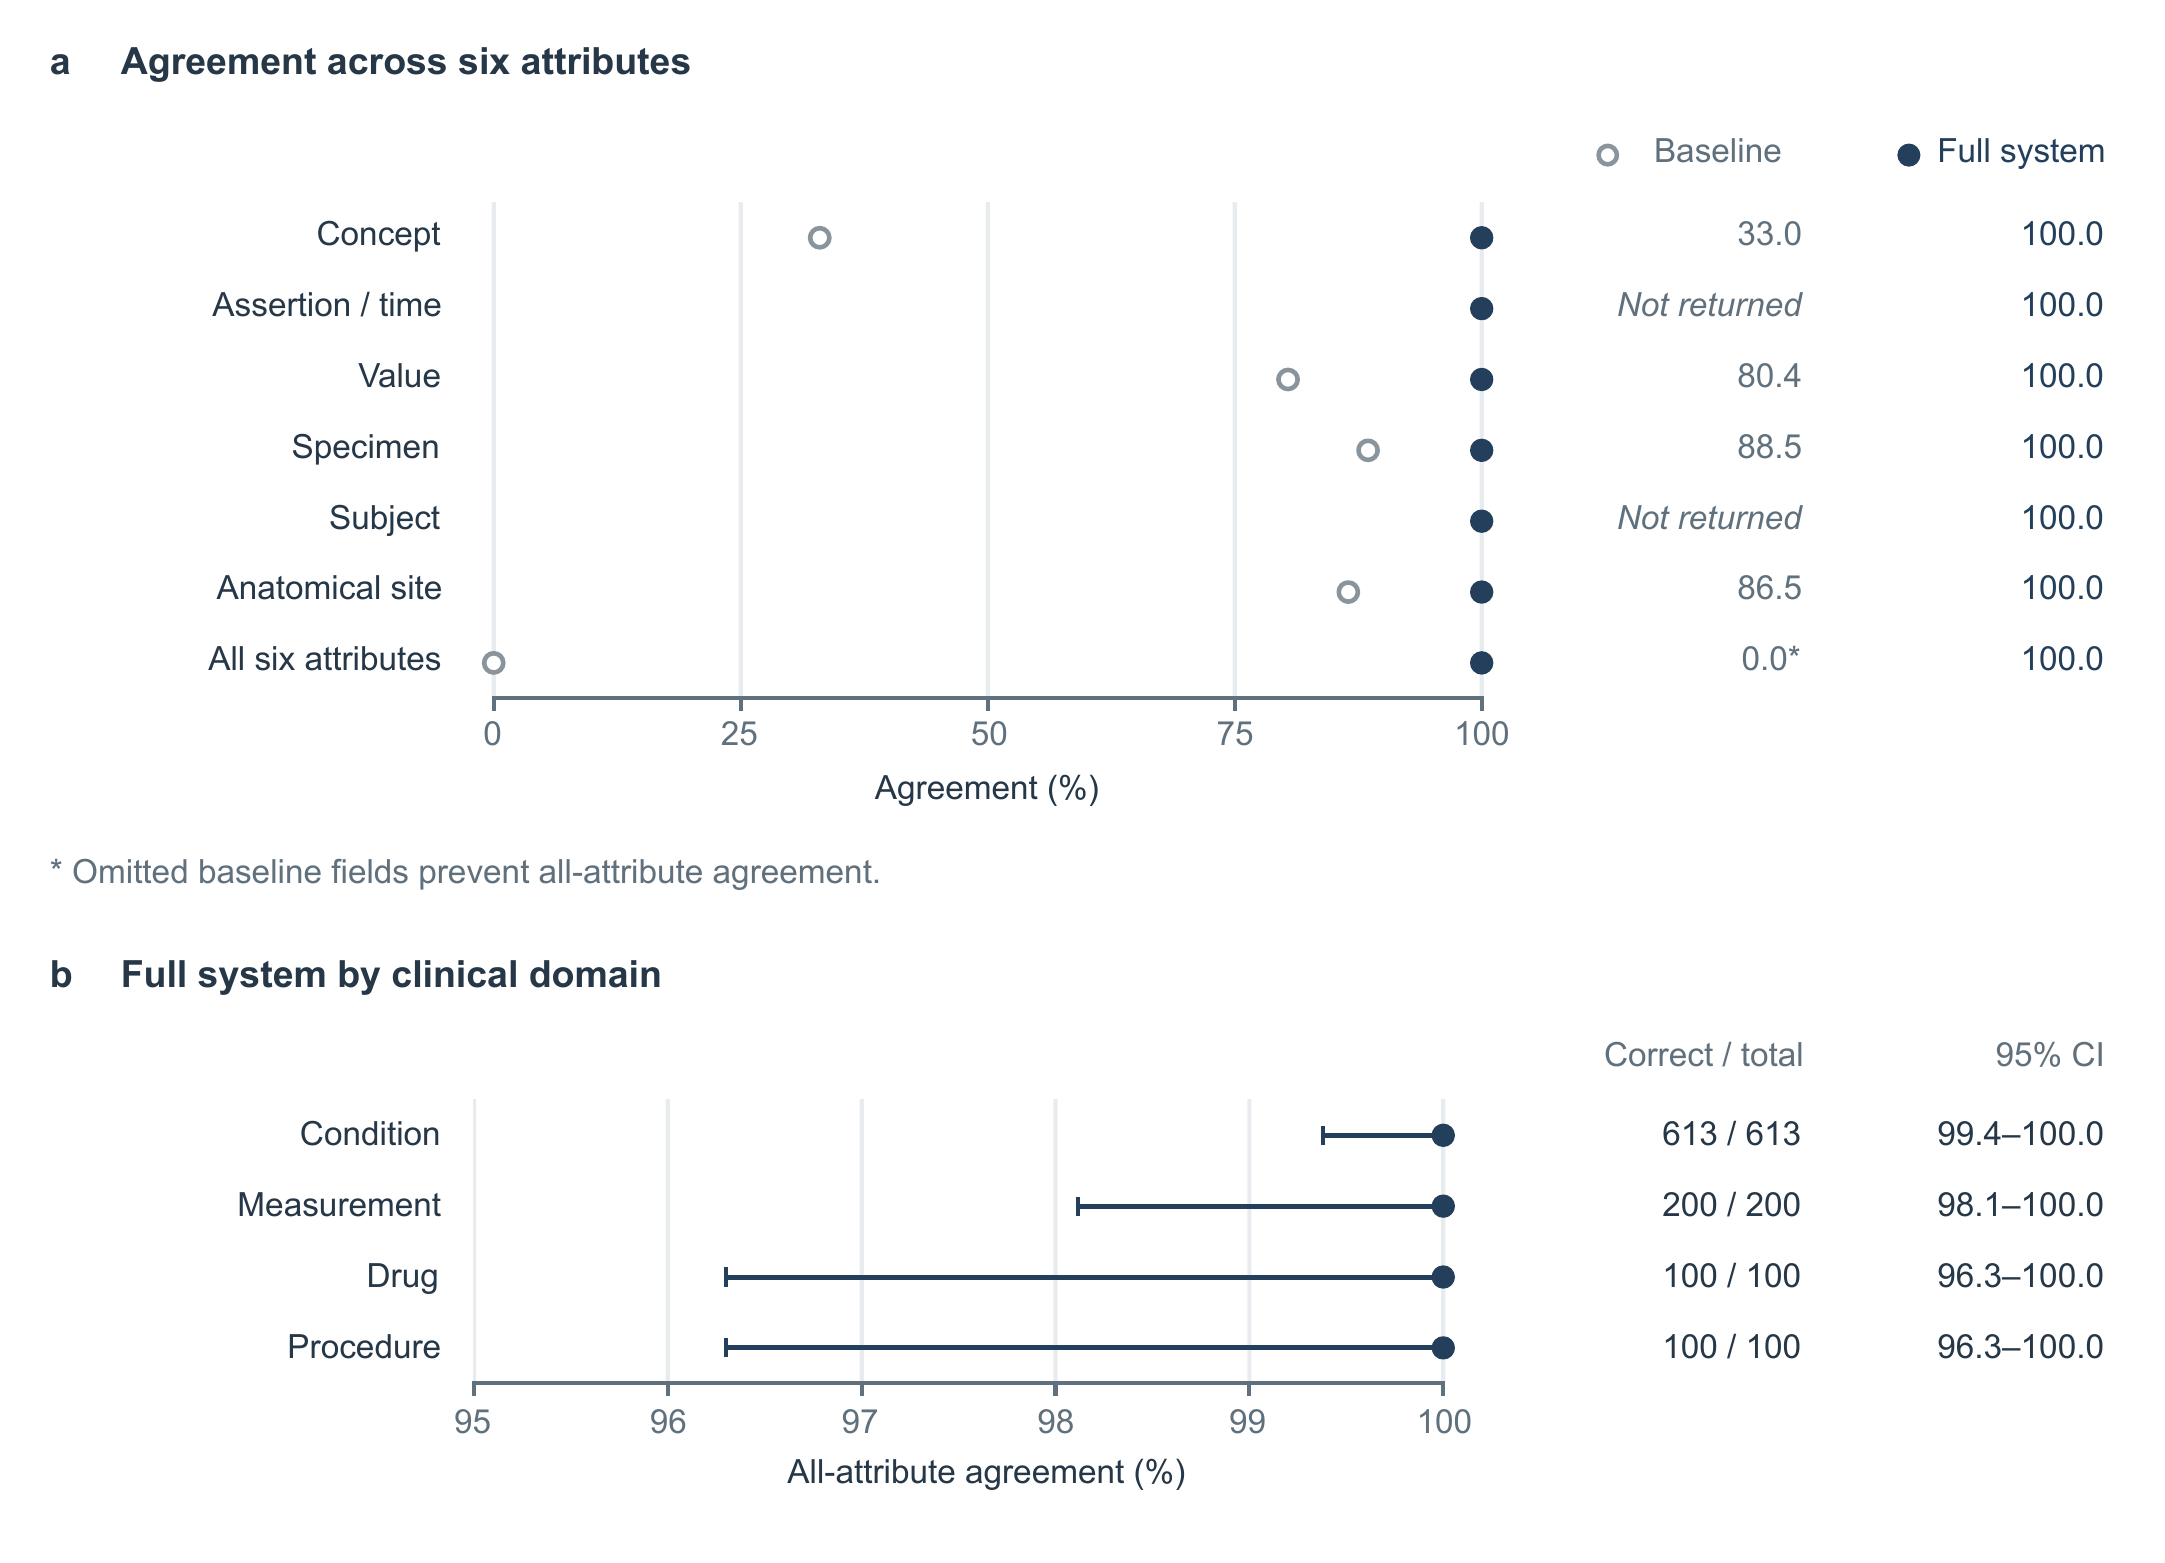 a Agreement across six attributes
Baseline Full system
Concept 33.0 100.0
Assertion / time Not returned 100.0
Value 80.4 100.0
Specimen 88.5 100.0
Subject Not returned 100.0
Anatomical site 86.5 100.0
All six attributes 0.0* 100.0
0 25 50 75 100
Agreement (%)
* Omitted baseline fields prevent all-attribute agreement.
b Full system by clinical domain
Correct / total 95% CI
Condition 613 / 613 99.4–100.0
Measurement 200 / 200 98.1–100.0
Drug 100 / 100 96.3–100.0
Procedure 100 / 100 96.3–100.0
95 96 97 98 99 100
All-attribute agreement (%)